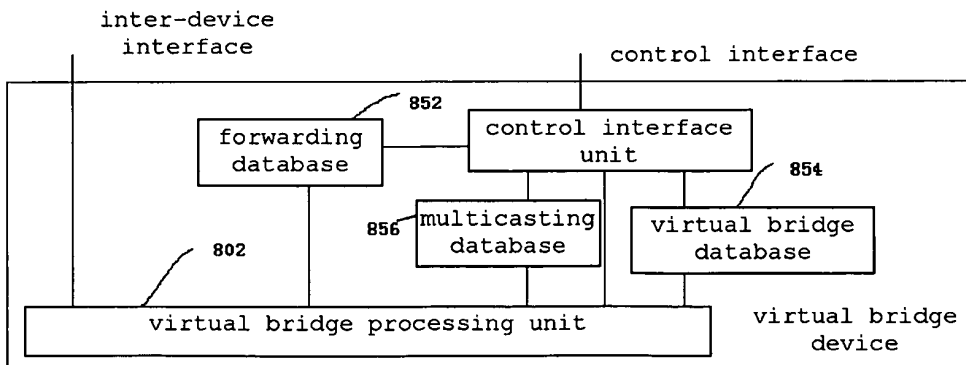 inter-device
interface
control interface
852
forwarding
database
control interface
unit
854
856
multicasting
database
virtual bridge
database
802
virtual bridge processing unit
virtual bridge
device